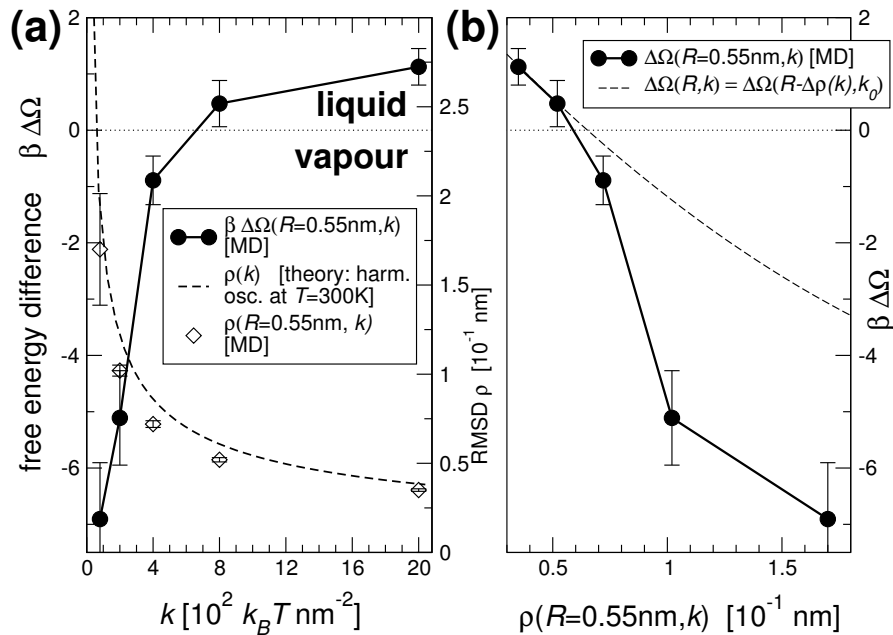 (a)
2
0
-2
-4
-6
free energy difference β ΔΩ
liquid
vapour
β ΔΩ(R=0.55nm,k)
[MD]
ρ(k) [theory: harm.
osc. at T=300K]
ρ(R=0.55nm, k)
[MD]
2.5
2
1.5
1
0.5
0
RMSD ρ [10⁻¹ nm]
0 4 8 12 16 20
k [10² k_BT nm⁻²]
(b)
ΔΩ(R=0.55nm,k) [MD]
ΔΩ(R,k) = ΔΩ(R-Δρ(k),k₀)
2
0
-2
-4
-6
β ΔΩ
0.5 1 1.5
ρ(R=0.55nm,k) [10⁻¹ nm]